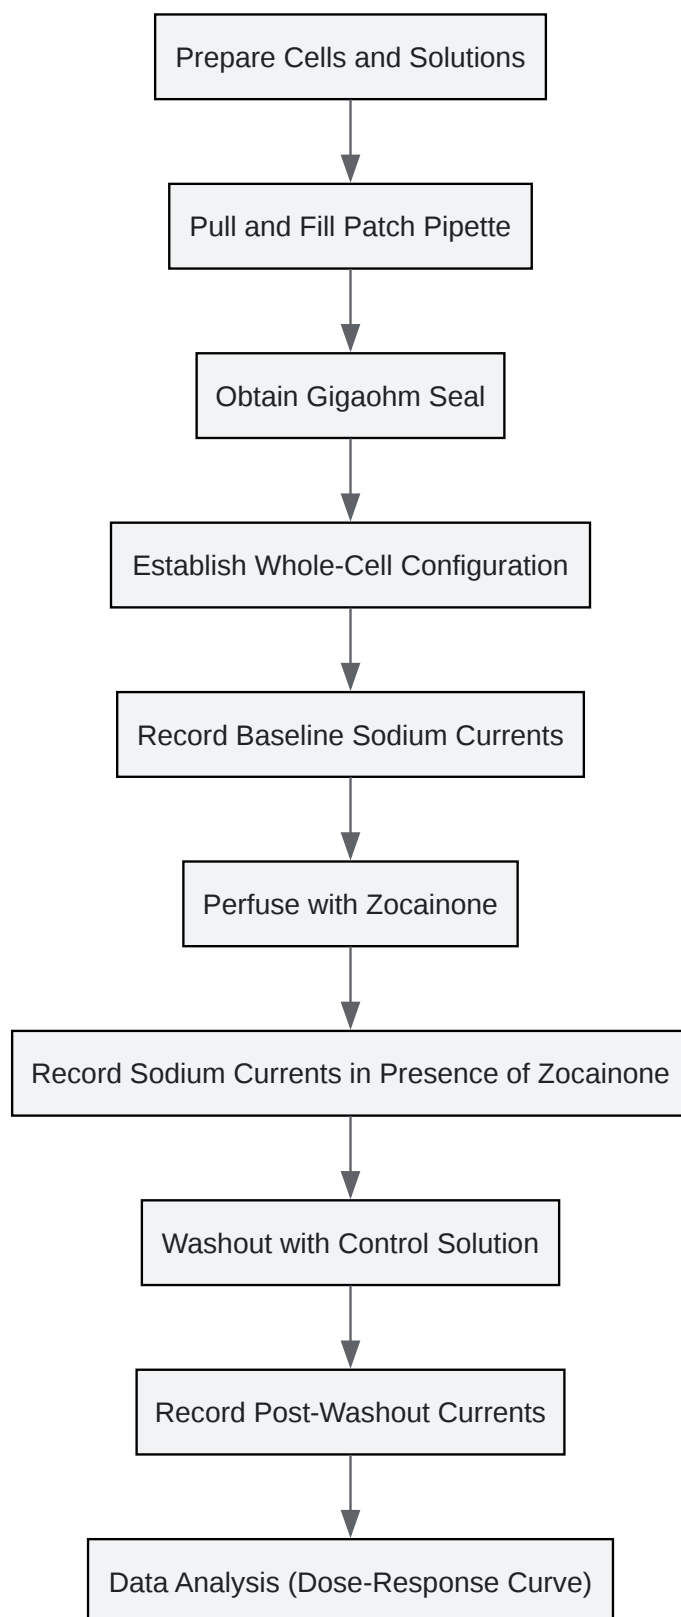 Prepare Cells and Solutions
Pull and Fill Patch Pipette
Obtain Gigaohm Seal
Establish Whole-Cell Configuration
Record Baseline Sodium Currents
Perfuse with Zocainone
Record Sodium Currents in Presence of Zocainone
Washout with Control Solution
Record Post-Washout Currents
Data Analysis (Dose-Response Curve)